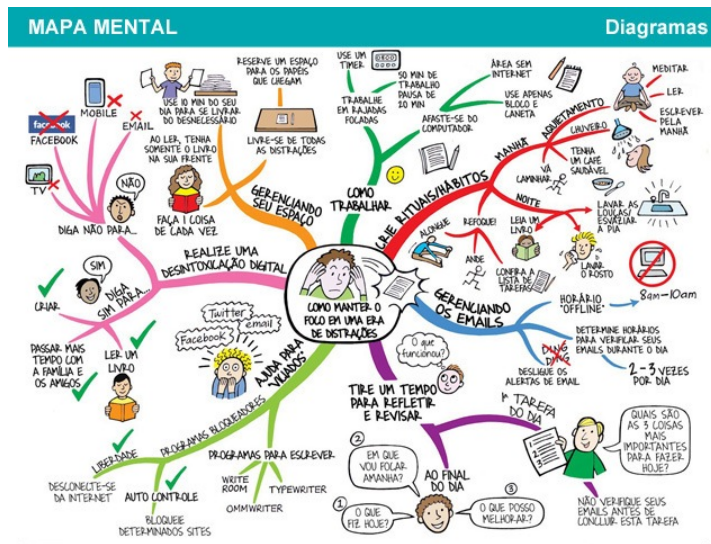 MAPA MENTAL
Diagramas
COMO MANTER O
FOCO EM UMA ERA
DE DISTRAÇÕES
GERENCIANDO
SEU ESPAÇO
RESERVE UM ESPAÇO
PARA OS PAPÉIS
QUE CHEGAM
USE 10 MIN DO SEU
DIA PARA SE LIVRAR
DO DESNECESSÁRIO
LIVRE-SE DE TODAS
AS DISTRAÇÕES
AO LER, TENHA
SOMENTE O LIVRO
NA SUA FRENTE
FAÇA 1 COISA
DE CADA VEZ
COMO
TRABALHAR
USE UM
TIMER
TRABALHE
EM RAJADAS
FOCADAS
50 MIN DE
TRABALHO
PAUSA DE
20 MIN
AFASTE-SE DO
COMPUTADOR
ÁREA SEM
INTERNET
USE APENAS
BLOCO E
CANETA
CRIE RITUAIS/HÁBITOS
MANHÃ
AQUIETAMENTO
MEDITAR
LER
ESCREVER
PELA
MANHÃ
CHUVEIRO
TENHA
UM CAFÉ
SAUDÁVEL
VÁ
CAMINHAR
NOITE
LEIA UM
LIVRO
LAVAR AS
LOUÇAS/
ESVAZIAR
A PIA
LAVAR
O ROSTO
REFOQUE!
ALONGUE
ANDE
CONFIRA A
LISTA DE
TAREFAS
GERENCIANDO
OS EMAILS
HORÁRIO
"OFFLINE"
8am-10am
DETERMINE HORÁRIOS
PARA VERIFICAR SEUS
EMAILS DURANTE O DIA
2-3 VEZES
POR DIA
DING
DING
DESLIGUE OS
ALERTAS DE EMAIL
TIRE UM TEMPO
PARA REFLETIR
E REVISAR
O que
funcionou?
1ª TAREFA
DO DIA
QUAIS SÃO
AS 3 COISAS
MAIS
IMPORTANTES
PARA FAZER
HOJE?
1
2
3
NÃO VERIFIQUE SEUS
EMAILS ANTES DE
CONCLUIR ESTA TAREFA
AO FINAL
DO DIA
1
O QUE
FIZ HOJE?
2
EM QUE
VOU FOCAR
AMANHA?
3
O QUE POSSO
MELHORAR?
AJUDA PARA
VICIADOS
Twitter
email
Facebook
PROGRAMAS BLOQUEADORES
LIBERDADE
DESCONECTE-SE
DA INTERNET
AUTO CONTROLE
BLOQUEIE
DETERMINADOS SITES
PROGRAMAS PARA ESCREVER
WRITE
ROOM
OMMWRITER
TYPEWRITER
REALIZE UMA
DESINTOXICAÇÃO DIGITAL
DIGA NÃO PARA...
NÃO
TV
facebook
FACEBOOK
MOBILE
EMAIL
DIGA
SIM PARA...
SIM
CRIAR
PASSAR MAIS
TEMPO COM
A FAMÍLIA E
OS AMIGOS
LER UM
LIVRO